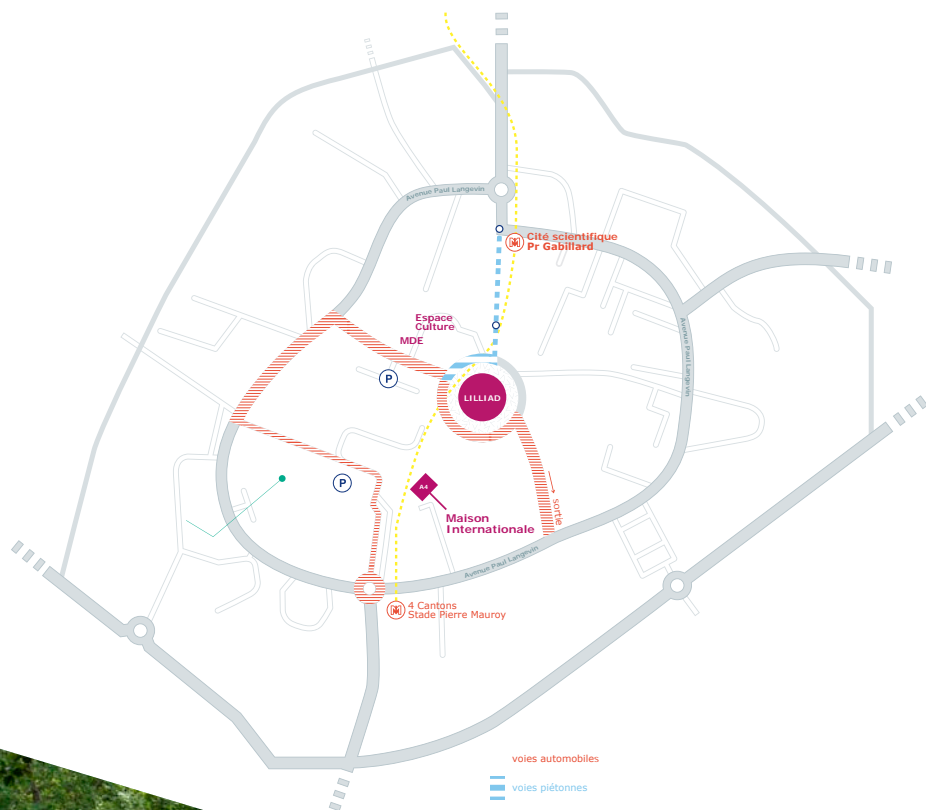 Avenue Paul Langevin
Cité scientifique
Pr Gabillard
Espace
Culture
MDE
P
LILLIAD
Avenue Paul Langevin
P
A4
sortie
Maison
Internationale
Avenue Paul Langevin
4 Cantons
Stade Pierre Mauroy
voies automobiles
voies piétonnes